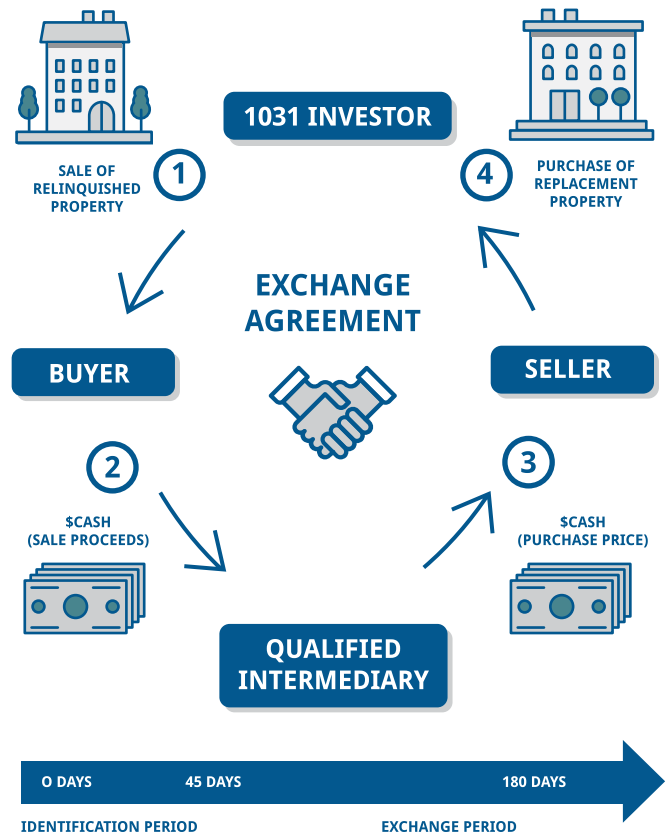 1031 INVESTOR
1
SALE OF
RELINQUISHED
PROPERTY
4
PURCHASE OF
REPLACEMENT
PROPERTY
EXCHANGE
AGREEMENT
BUYER
SELLER
2
$CASH
(SALE PROCEEDS)
3
$CASH
(PURCHASE PRICE)
QUALIFIED
INTERMEDIARY
O DAYS
45 DAYS
180 DAYS
IDENTIFICATION PERIOD
EXCHANGE PERIOD